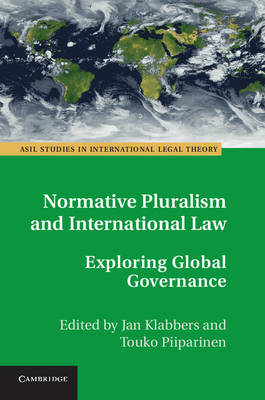 ASIL STUDIES IN INTERNATIONAL LEGAL THEORY
Normative Pluralism
and International Law
Exploring Global
Governance
Edited by Jan Klabbers and
Touko Piiparinen
CAMBRIDGE